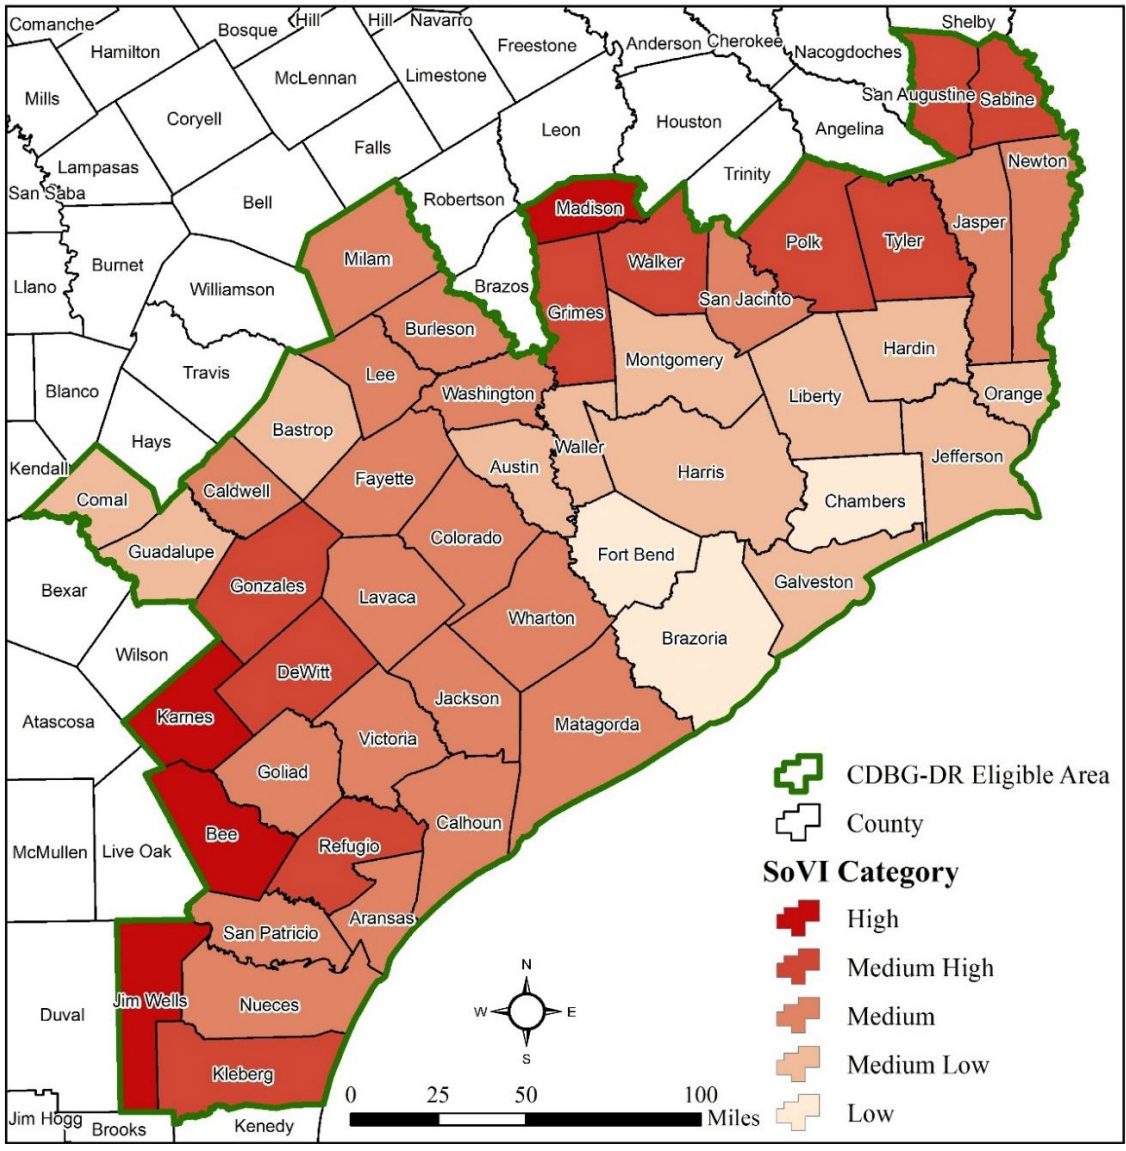 Comanche
Hamilton
Bosque
Hill
Hill
Navarro
Freestone
Anderson
Cherokee
Nacogdoches
Shelby
Mills
Coryell
McLennan
Limestone
Leon
Houston
Angelina
San Augustine
Sabine
Lampasas
Falls
Trinity
Newton
San Saba
Bell
Robertson
Madison
Jasper
Burnet
Milam
Walker
Polk
Tyler
Llano
Williamson
Brazos
San Jacinto
Grimes
Burleson
Travis
Lee
Montgomery
Hardin
Blanco
Washington
Liberty
Orange
Hays
Bastrop
Waller
Kendall
Austin
Harris
Jefferson
Comal
Caldwell
Fayette
Chambers
Guadalupe
Colorado
Fort Bend
Bexar
Gonzales
Lavaca
Galveston
Wharton
Brazoria
Wilson
DeWitt
Jackson
Atascosa
Karnes
Victoria
Matagorda
Goliad
Bee
Calhoun
McMullen
Live Oak
Refugio
Aransas
San Patricio
Duval
Jim Wells
Nueces
Kleberg
Jim Hogg
Brooks
Kenedy
CDBG-DR Eligible Area
County
SoVI Category
High
Medium High
Medium
Medium Low
Low
N
W
E
S
0 25 50 100
Miles